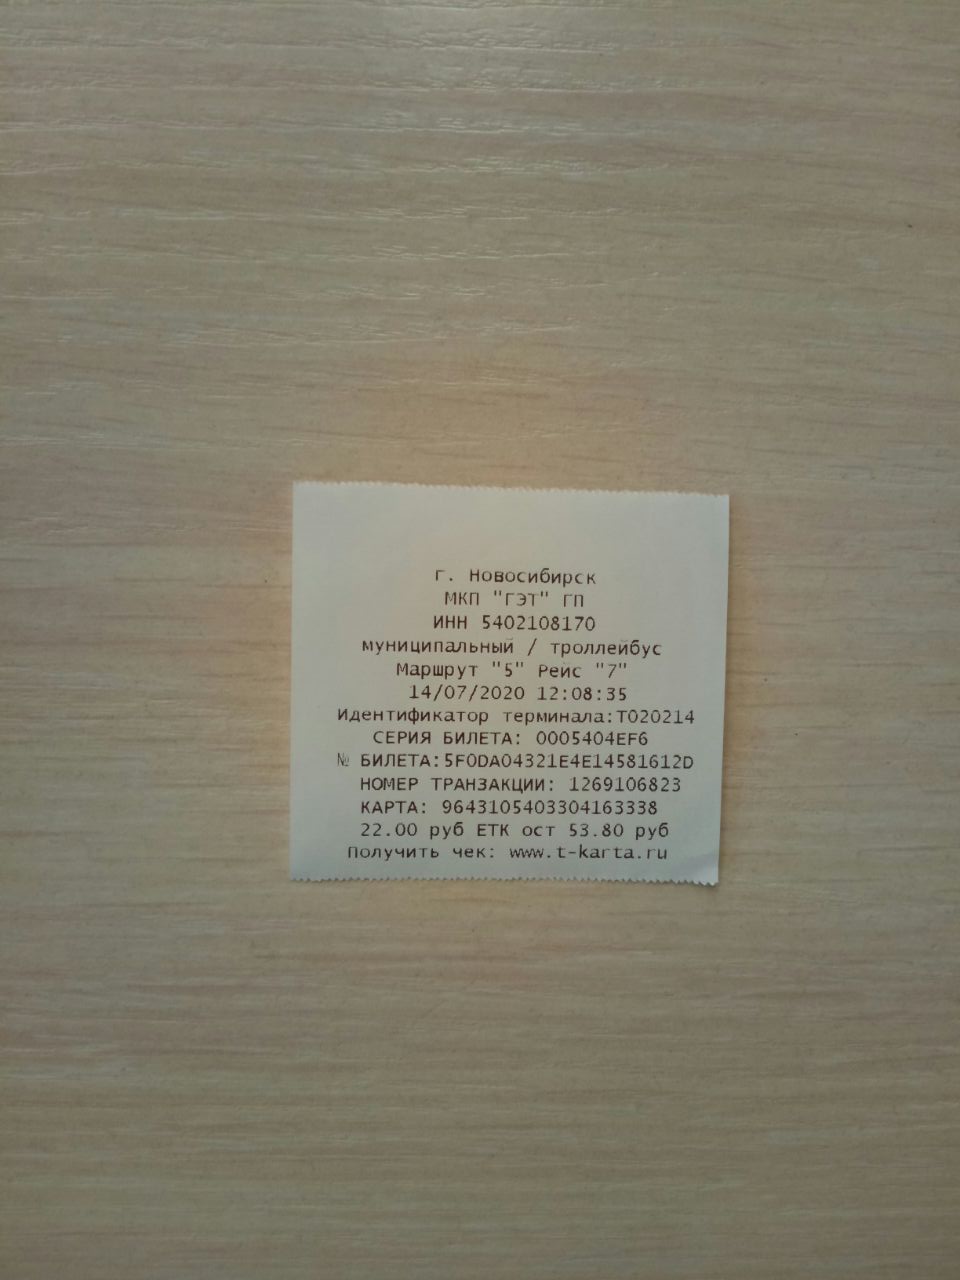 г. Новосибирск
МКП "ГЭТ" ГП
ИНН 5402108170
муниципальный / троллейбус
Маршрут "5" Рейс "7"
14/07/2020 12:08:35
Идентификатор терминала:T020214
СЕРИЯ БИЛЕТА: 0005404EF6
№ БИЛЕТА:5F0DA04321E4E14581612D
НОМЕР ТРАНЗАКЦИИ: 1269106823
КАРТА: 9643105403304163338
22.00 руб ЕТК ост 53.80 руб
Получить чек: www.t-karta.ru